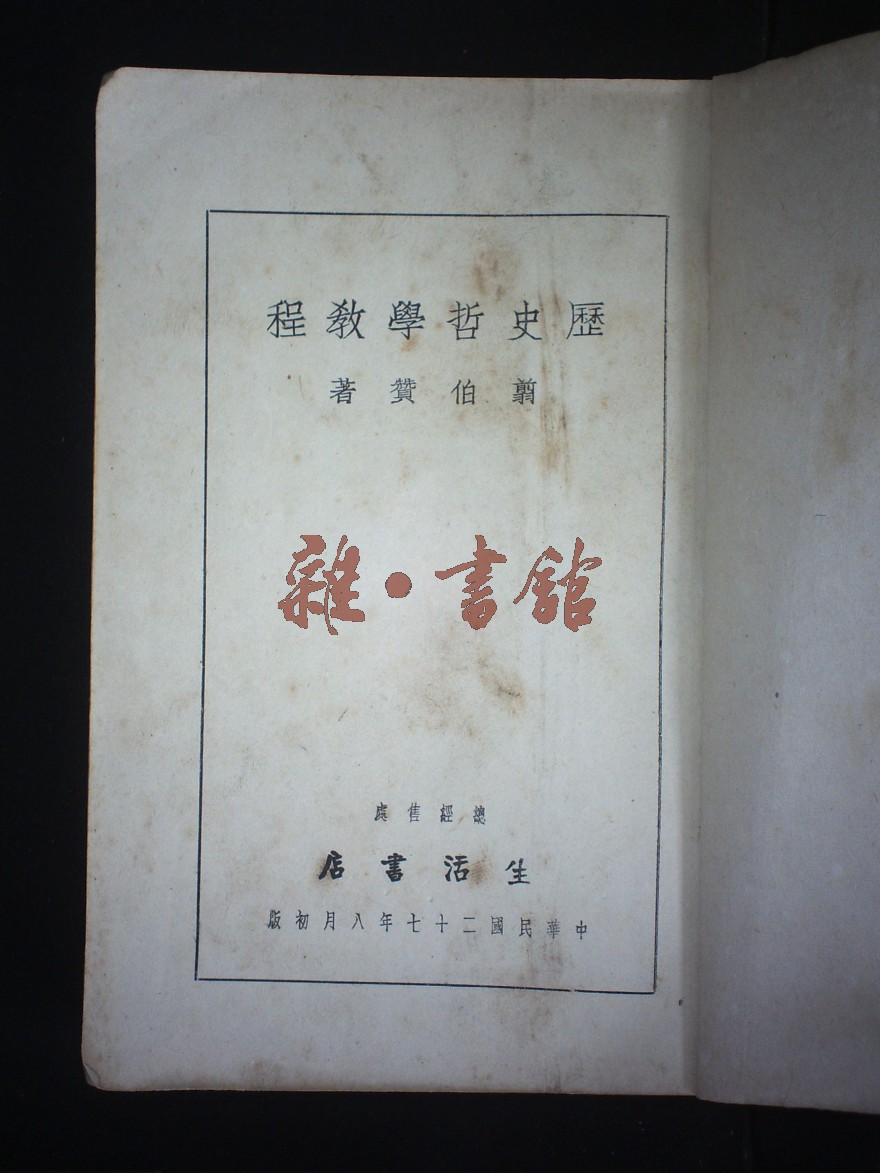 歷史哲學教程
翦伯贊著
雜·書館
總經售處
生活書店
中華民國二十七年八月初版